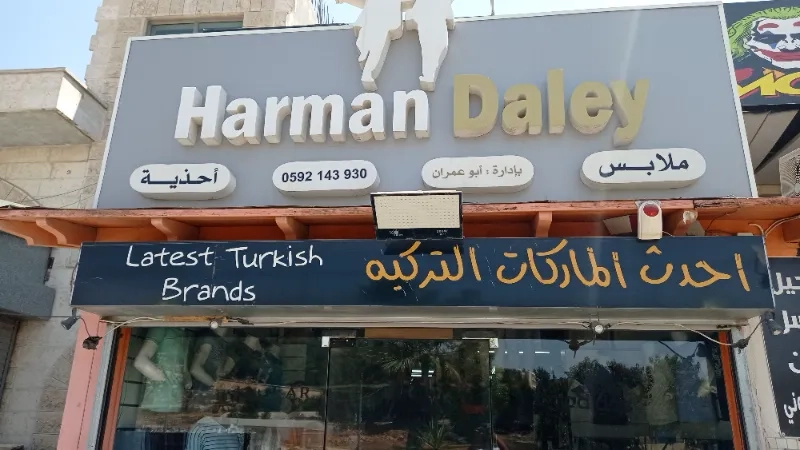 Harman Daley
ملابس
بإدارة : أبو عمران
0592 143 930
أحذية
Latest Turkish
Brands
احدث الماركات التركيه